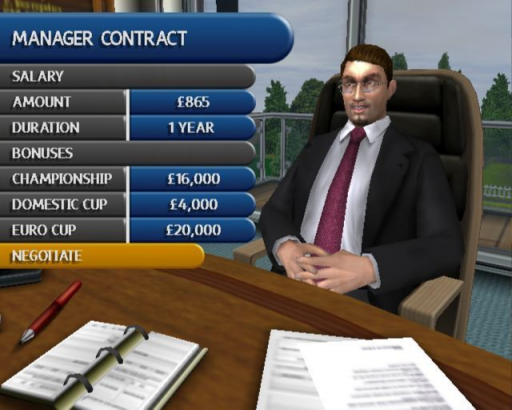 MANAGER CONTRACT
SALARY
AMOUNT £865
DURATION 1 YEAR
BONUSES
CHAMPIONSHIP £16,000
DOMESTIC CUP £4,000
EURO CUP £20,000
NEGOTIATE